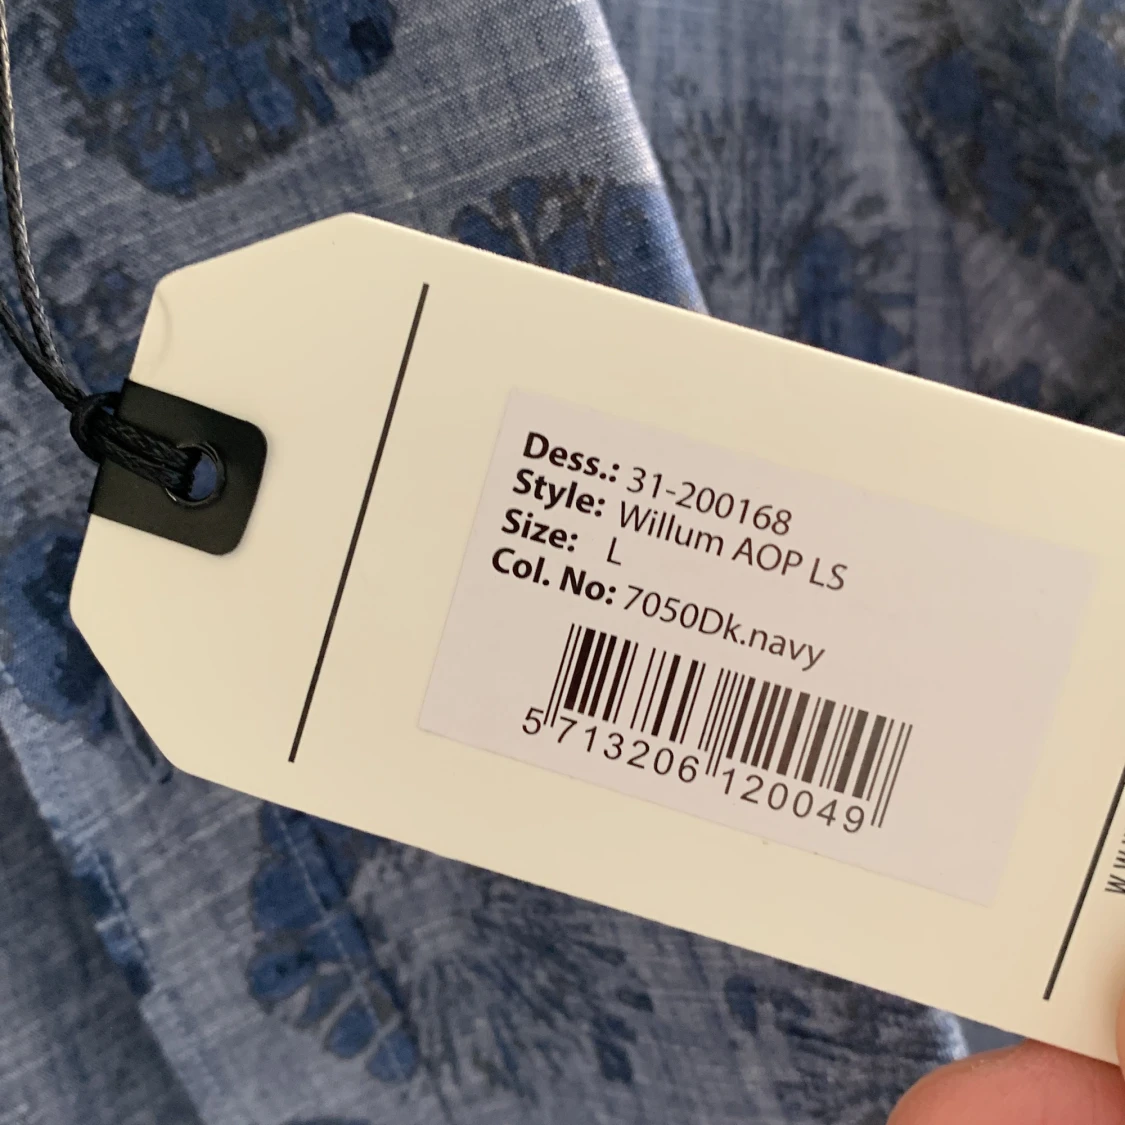 Dess.: 31-200168
Style: Willum AOP LS
Size: L
Col. No: 7050Dk.navy
5 713206 120049